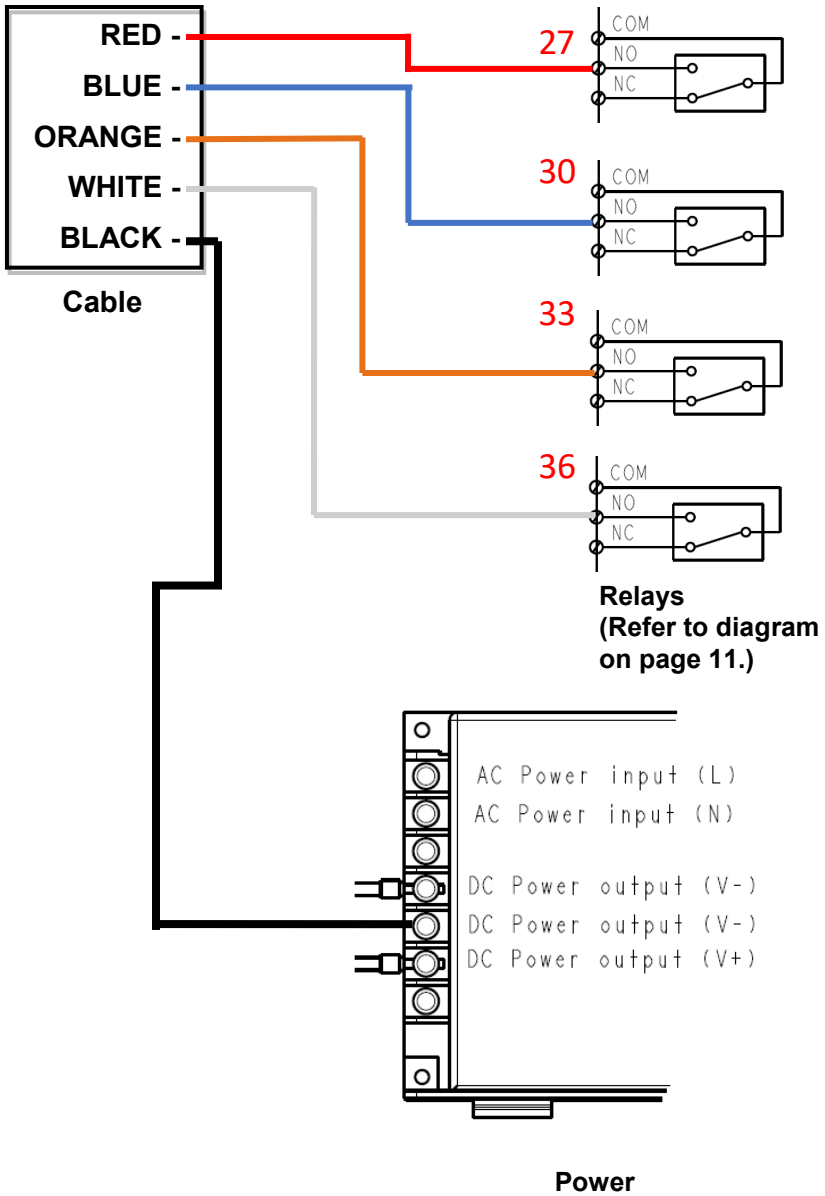 RED -
BLUE -
ORANGE -
WHITE -
BLACK -
Cable
27
COM
NO
NC
30
COM
NO
NC
33
COM
NO
NC
36
COM
NO
NC
Relays
(Refer to diagram
on page 11.)
AC Power input (L)
AC Power input (N)
DC Power output (V-)
DC Power output (V-)
DC Power output (V+)
Power